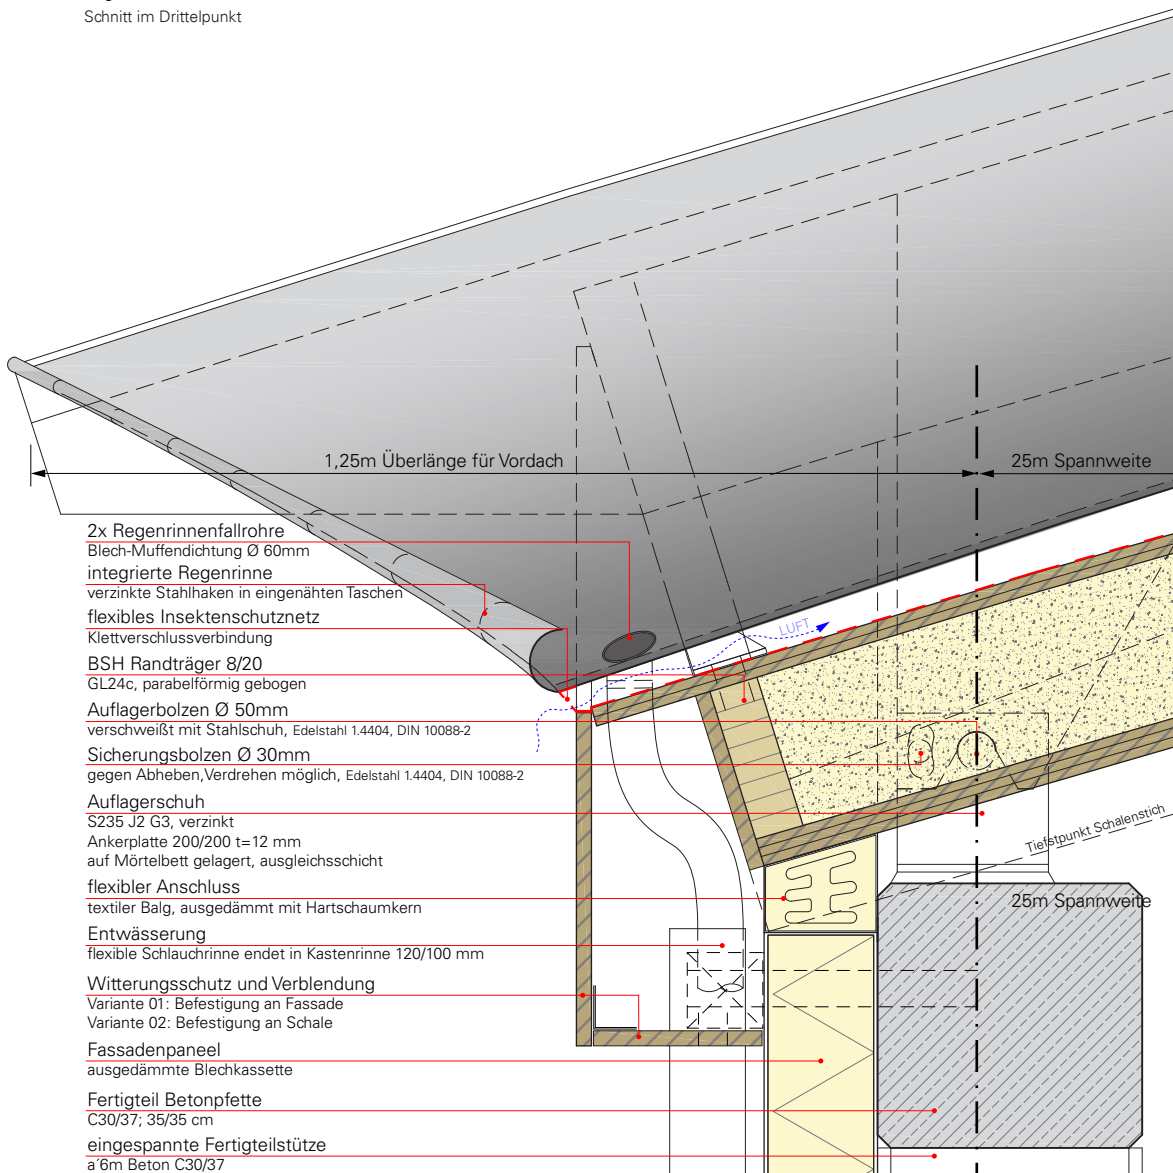 Schnitt im Drittelpunkt
1,25m Überlänge für Vordach
25m Spannweite
2x Regenrinnenfallrohre
Blech-Muffendichtung Ø 60mm
integrierte Regenrinne
verzinkte Stahlhaken in eingenähten Taschen
flexibles Insektenschutznetz
Klettverschlussverbindung
LUFT
BSH Randträger 8/20
GL24c, parabelförmig gebogen
Auflagerbolzen Ø 50mm
verschweißt mit Stahlschuh, Edelstahl 1.4404, DIN 10088-2
Sicherungsbolzen Ø 30mm
gegen Abheben,Verdrehen möglich, Edelstahl 1.4404, DIN 10088-2
Auflagerschuh
S235 J2 G3, verzinkt
Ankerplatte 200/200 t=12 mm
auf Mörtelbett gelagert, ausgleichsschicht
Tiefstpunkt Schalenstich
flexibler Anschluss
textiler Balg, ausgedämmt mit Hartschaumkern
25m Spannweite
Entwässerung
flexible Schlauchrinne endet in Kastenrinne 120/100 mm
Witterungsschutz und Verblendung
Variante 01: Befestigung an Fassade
Variante 02: Befestigung an Schale
Fassadenpaneel
ausgedämmte Blechkassette
Fertigteil Betonpfette
C30/37; 35/35 cm
eingespannte Fertigteilstütze
a´6m Beton C30/37